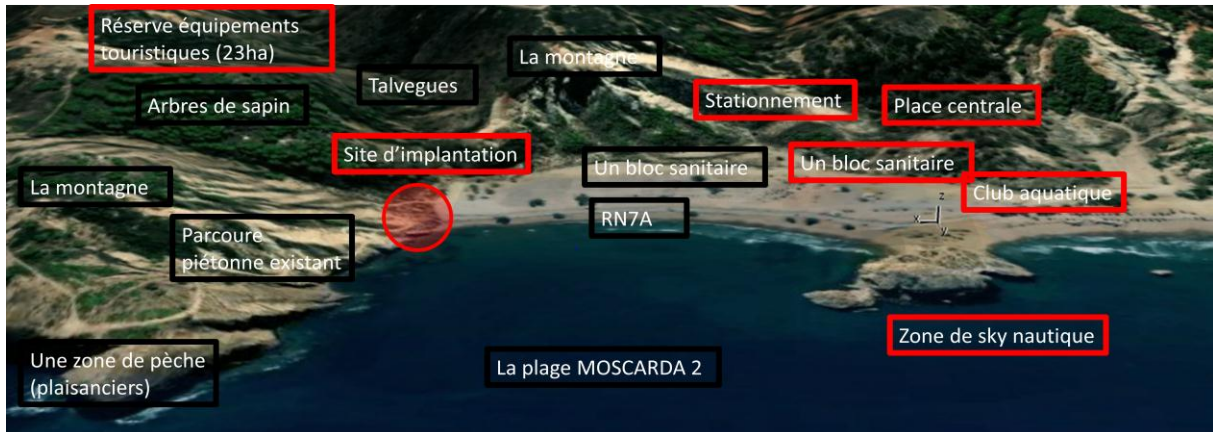 Réserve équipements
touristiques (23ha)
La montagne
Talvegues
Arbres de sapin
Stationnement
Place centrale
Site d'implantation
Un bloc sanitaire
Un bloc sanitaire
La montagne
Club aquatique
z
x
y
RN7A
Parcoure
piétonne existant
Zone de sky nautique
Une zone de pèche
(plaisanciers)
La plage MOSCARDA 2